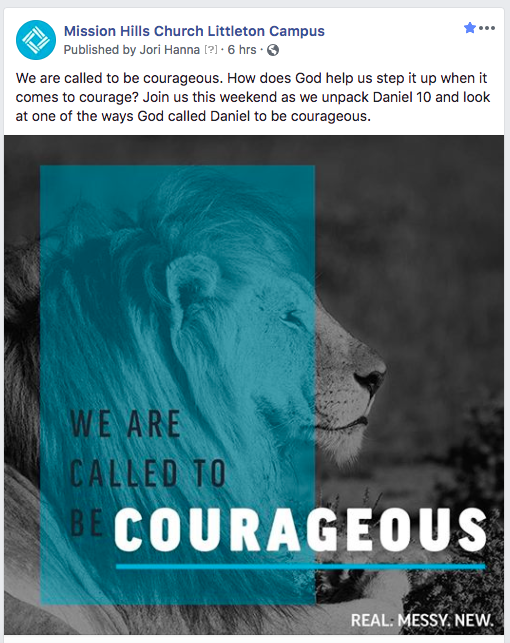 Mission Hills Church Littleton Campus
Published by Jori Hanna [?] · 6 hrs ·
We are called to be courageous. How does God help us step it up when it
comes to courage? Join us this weekend as we unpack Daniel 10 and look
at one of the ways God called Daniel to be courageous.
WE ARE
CALLED TO
BE COURAGEOUS
REAL. MESSY. NEW.